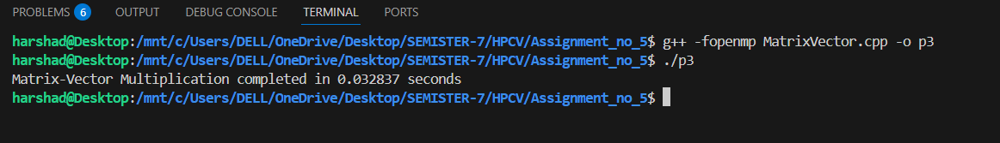 PROBLEMS 6 OUTPUT DEBUG CONSOLE TERMINAL PORTS
harshad@Desktop:/mnt/c/Users/DELL/OneDrive/Desktop/SEMISTER-7/HPCV/Assignment_no_5$ g++ -fopenmp MatrixVector.cpp -o p3
harshad@Desktop:/mnt/c/Users/DELL/OneDrive/Desktop/SEMISTER-7/HPCV/Assignment_no_5$ ./p3
Matrix-Vector Multiplication completed in 0.032837 seconds
harshad@Desktop:/mnt/c/Users/DELL/OneDrive/Desktop/SEMISTER-7/HPCV/Assignment_no_5$